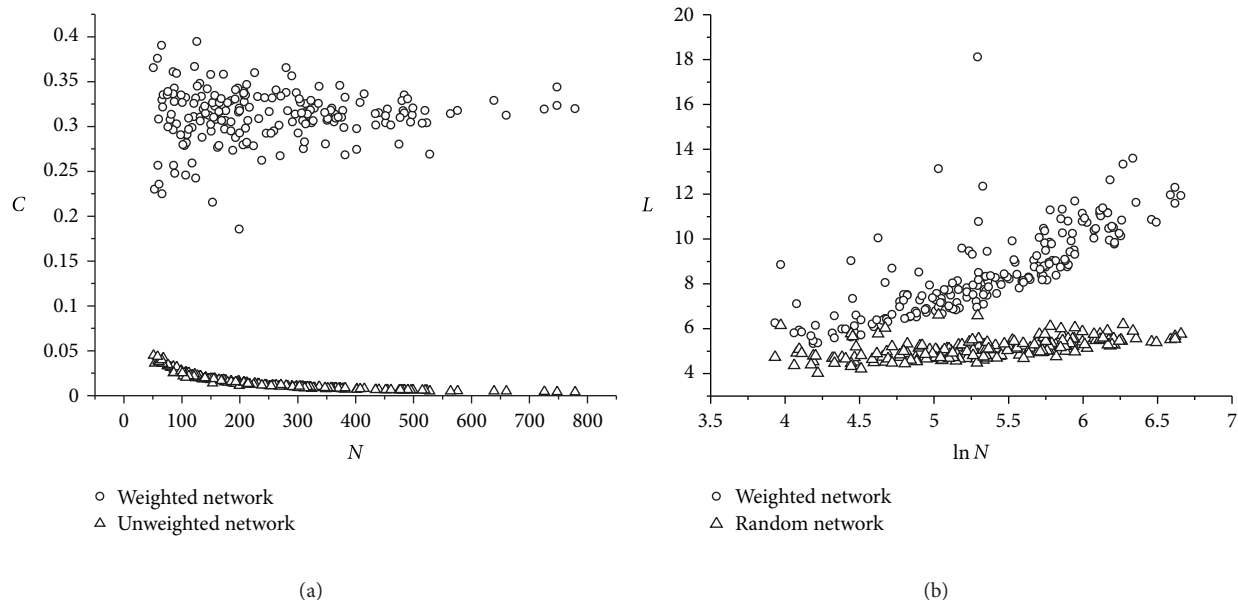 0.4
0.35
0.3
0.25
C
0.2
0.15
0.1
0.05
0
0 100 200 300 400 500 600 700 800
N
○ Weighted network
△ Unweighted network
(a)
20
18
16
14
12
L
10
8
6
4
3.5 4 4.5 5 5.5 6 6.5 7
ln N
○ Weighted network
△ Random network
(b)